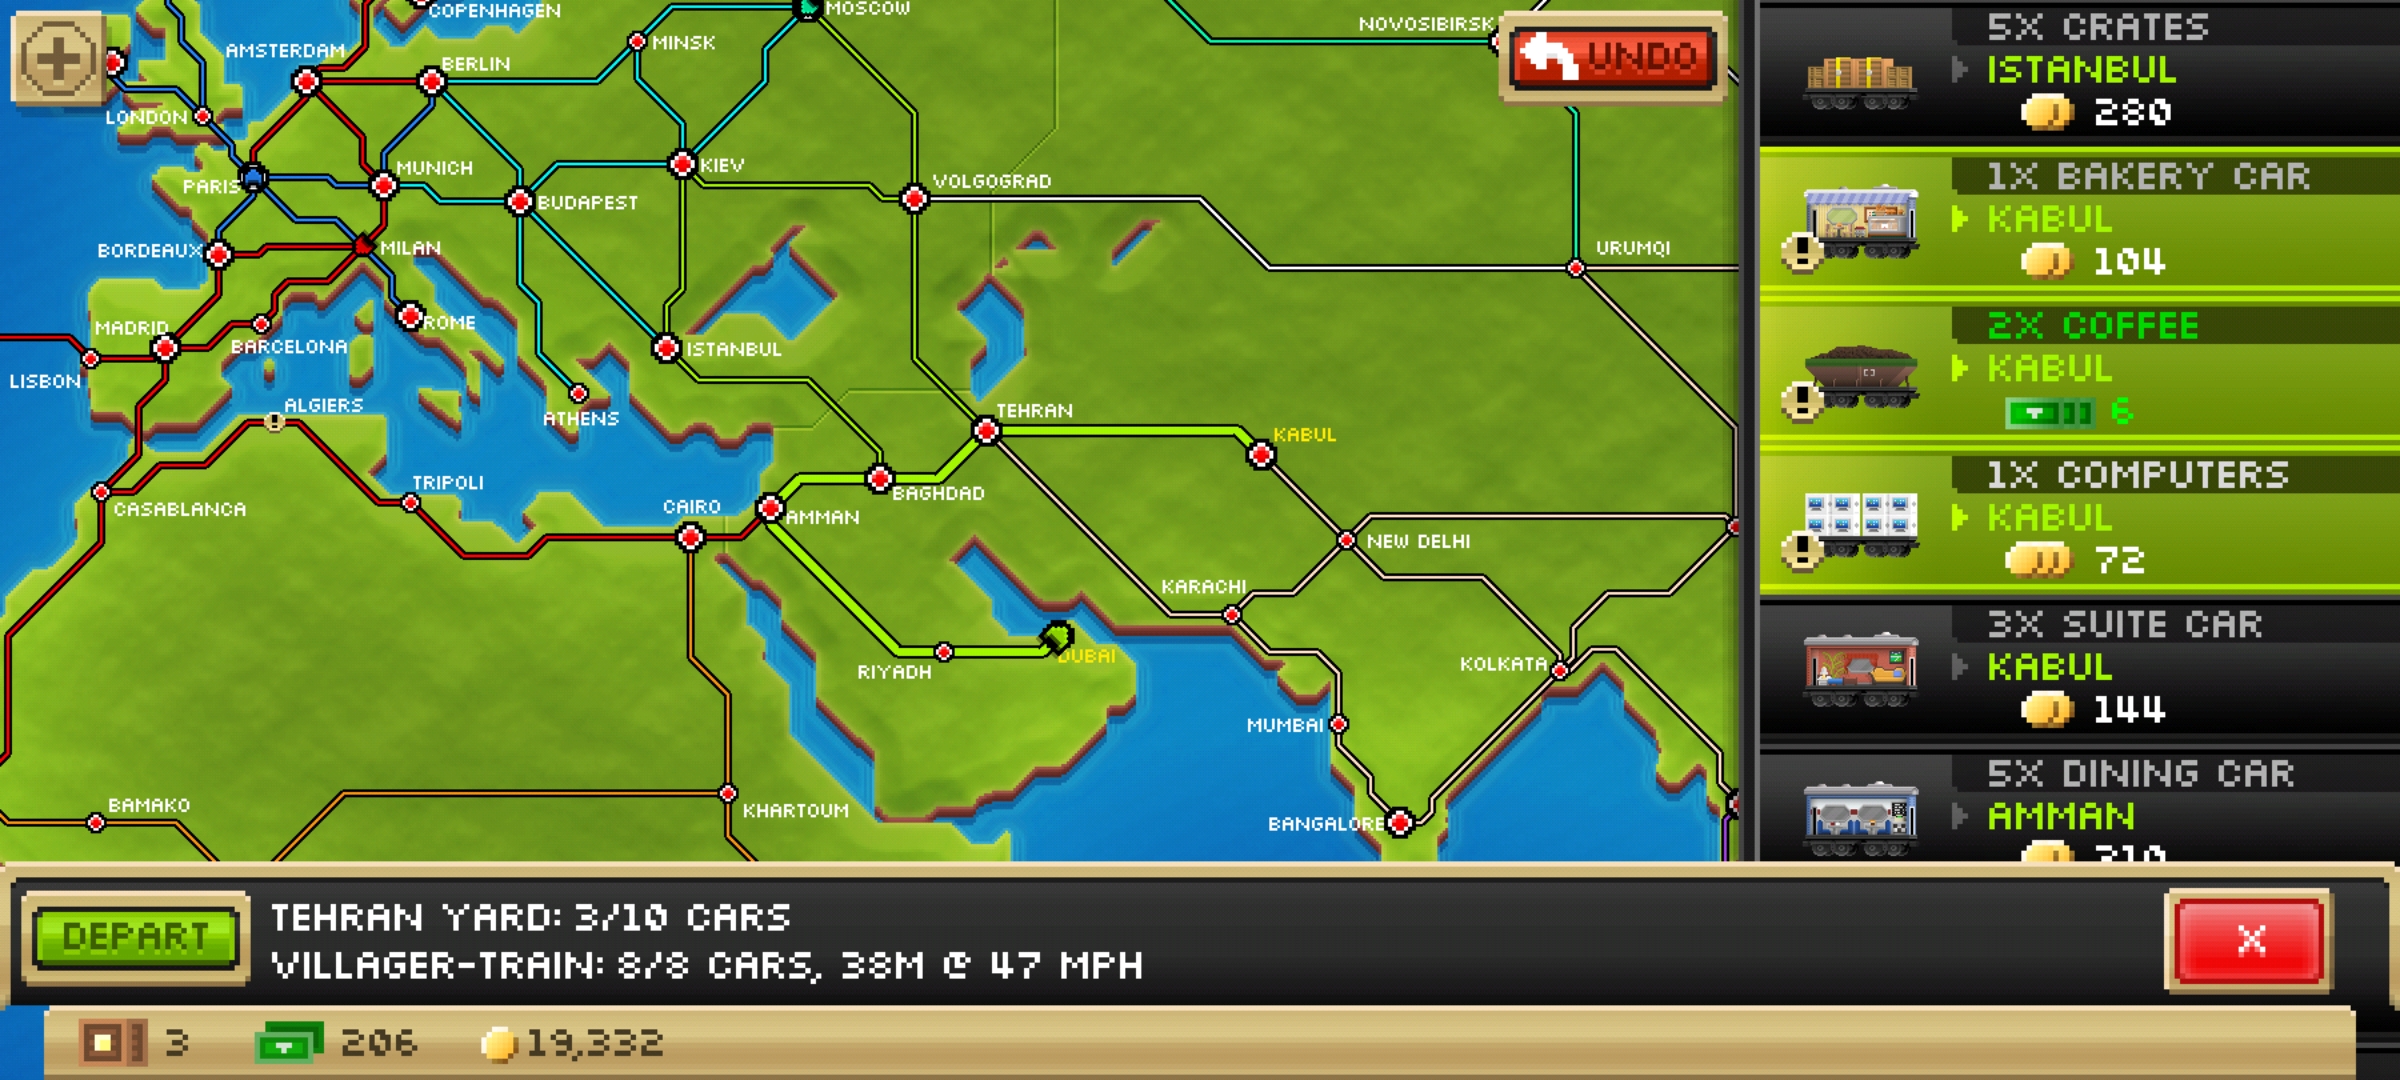 COPENHAGEN
MOSCOW
NOVOSIBIRSK
MINSK
AMSTERDAM
BERLIN
UNDO
LONDON
MUNICH
KIEV
PARIS
VOLGOGRAD
BUDAPEST
BORDEAUX
MILAN
URUMQI
MADRID
ROME
BARCELONA
ISTANBUL
LISBON
ALGIERS
ATHENS
TEHRAN
KABUL
TRIPOLI
BAGHDAD
CASABLANCA
CAIRO
AMMAN
NEW DELHI
KARACHI
RIYADH
DUBAI
KOLKATA
MUMBAI
BAMAKO
KHARTOUM
BANGALORE
5X CRATES
ISTANBUL
280
1X BAKERY CAR
KABUL
104
2X COFFEE
KABUL
6
1X COMPUTERS
KABUL
72
3X SUITE CAR
KABUL
144
5X DINING CAR
AMMAN
DEPART
TEHRAN YARD: 3/10 CARS
VILLAGER-TRAIN: 8/8 CARS, 38M @ 47 MPH
X
3
206
19,332